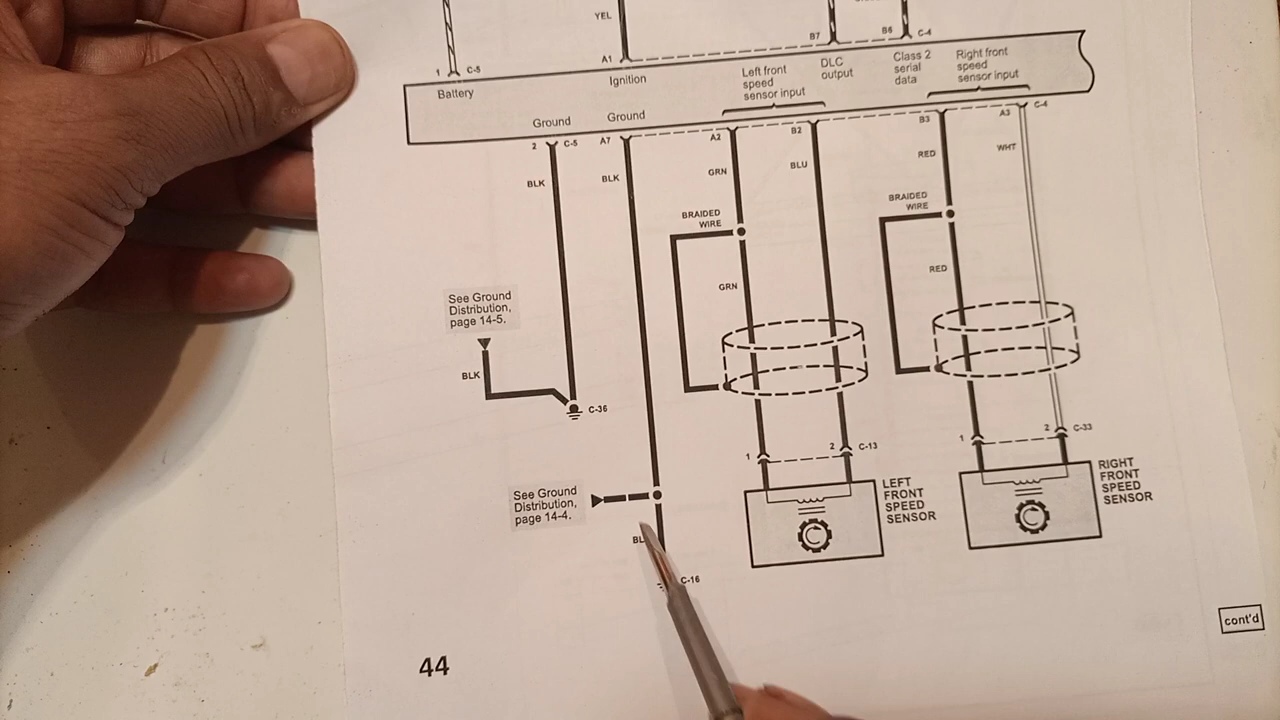 YEL
B7
B6
C-4
A1
1
C-5
Battery
Ignition
Left front
speed
sensor input
DLC
output
Class 2
serial
data
Right front
speed
sensor input
Ground
Ground
2
C-5
A7
A2
B2
B3
A3
C-4
BLK
BLK
GRN
BLU
RED
WHT
BRAIDED
WIRE
BRAIDED
WIRE
GRN
RED
See Ground
Distribution,
page 14-5.
BLK
C-36
1
2
C-13
1
2
C-33
See Ground
Distribution,
page 14-4.
LEFT
FRONT
SPEED
SENSOR
RIGHT
FRONT
SPEED
SENSOR
C-16
cont'd
44